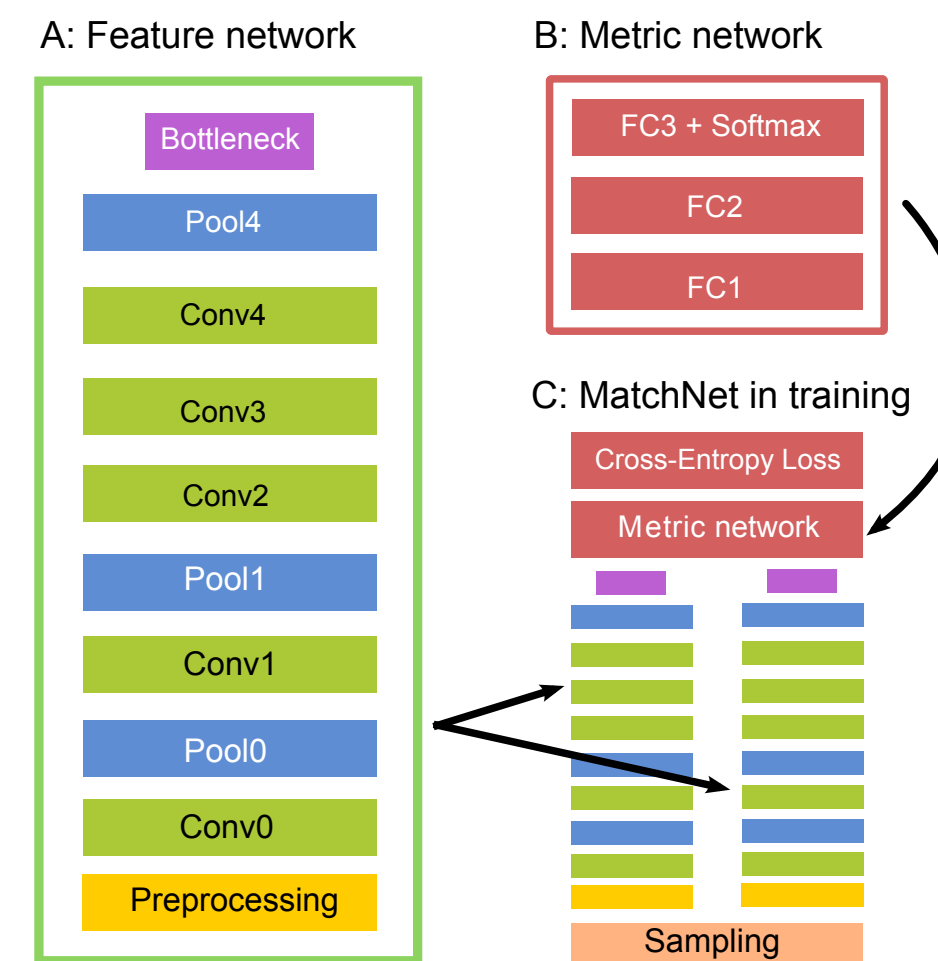 A: Feature network
Bottleneck
Pool4
Conv4
Conv3
Conv2
Pool1
Conv1
Pool0
Conv0
Preprocessing
B: Metric network
FC3 + Softmax
FC2
FC1
C: MatchNet in training
Cross-Entropy Loss
Metric network
Sampling